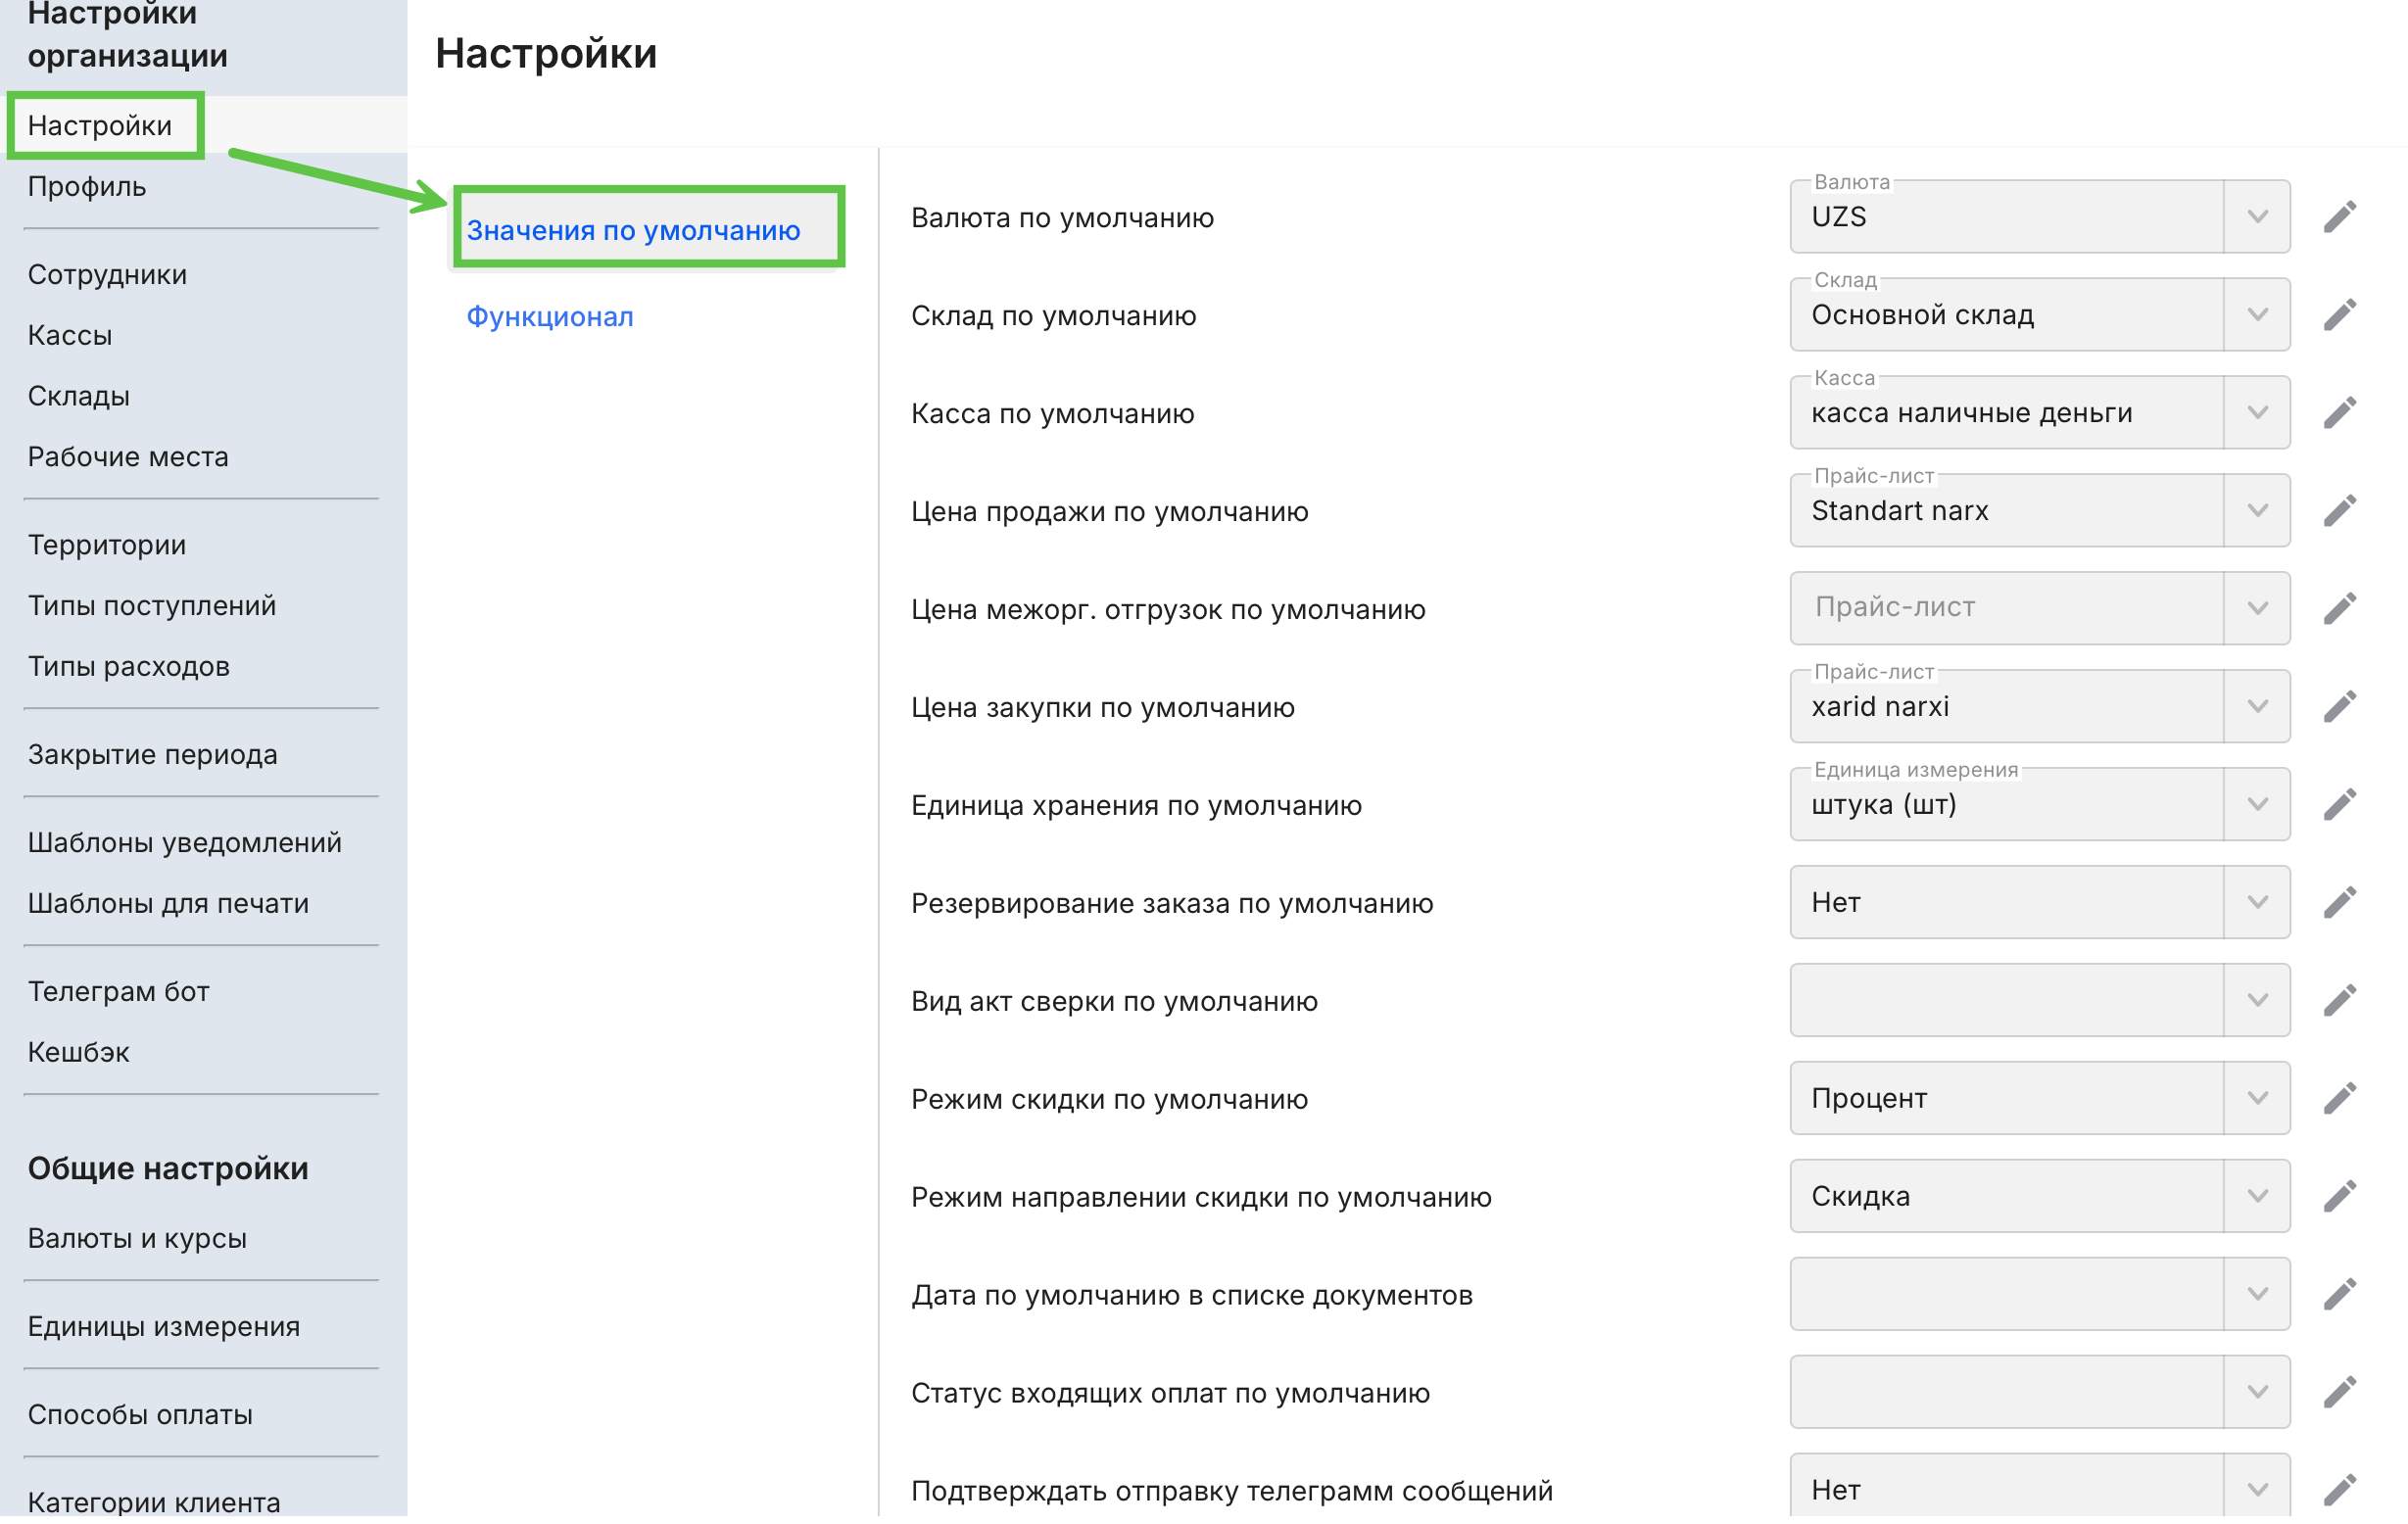 Настройки
организации
Настройки
Профиль
Сотрудники
Кассы
Склады
Рабочие места
Территории
Типы поступлений
Типы расходов
Закрытие периода
Шаблоны уведомлений
Шаблоны для печати
Телеграм бот
Кешбэк
Общие настройки
Валюты и курсы
Единицы измерения
Способы оплаты
Категории клиента
Настройки
Значения по умолчанию
Функционал
Валюта по умолчанию
Валюта
UZS
Склад по умолчанию
Склад
Основной склад
Касса по умолчанию
Касса
касса наличные деньги
Цена продажи по умолчанию
Прайс-лист
Standart narx
Цена межорг. отгрузок по умолчанию
Прайс-лист
Цена закупки по умолчанию
Прайс-лист
xarid narxi
Единица хранения по умолчанию
Единица измерения
штука (шт)
Резервирование заказа по умолчанию
Нет
Вид акт сверки по умолчанию
Режим скидки по умолчанию
Процент
Режим направлении скидки по умолчанию
Скидка
Дата по умолчанию в списке документов
Статус входящих оплат по умолчанию
Подтверждать отправку телеграмм сообщений
Нет